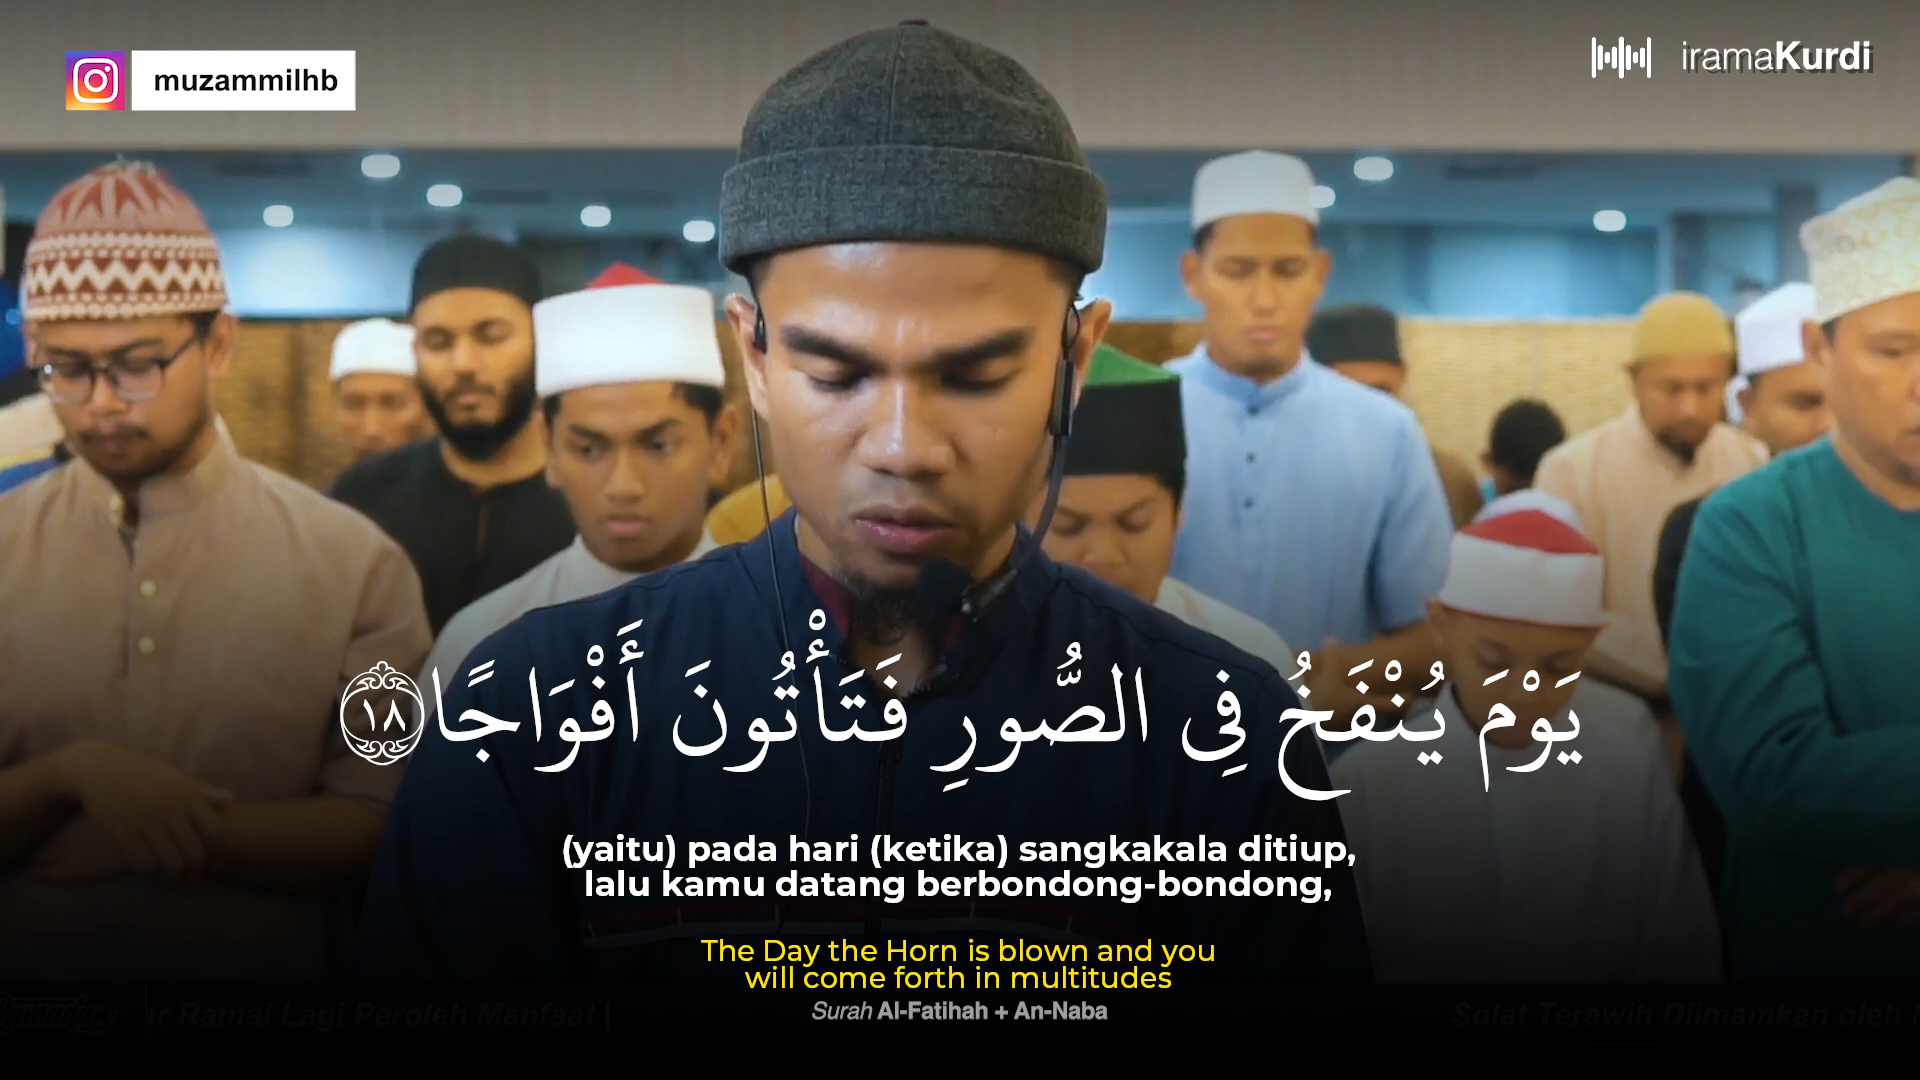 muzammilhb
iramaKurdi
يَوْمَ يُنْفَخُ فِى الصُّورِ فَتَأْتُونَ أَفْوَاجًا ١٨
(yaitu) pada hari (ketika) sangkakala ditiup,
lalu kamu datang berbondong-bondong,
The Day the Horn is blown and you
will come forth in multitudes
Surah Al-Fatihah + An-Naba
ar Ramai Lagi Peroleh Manfaat |
Solat Terawih Diimamkan oleh